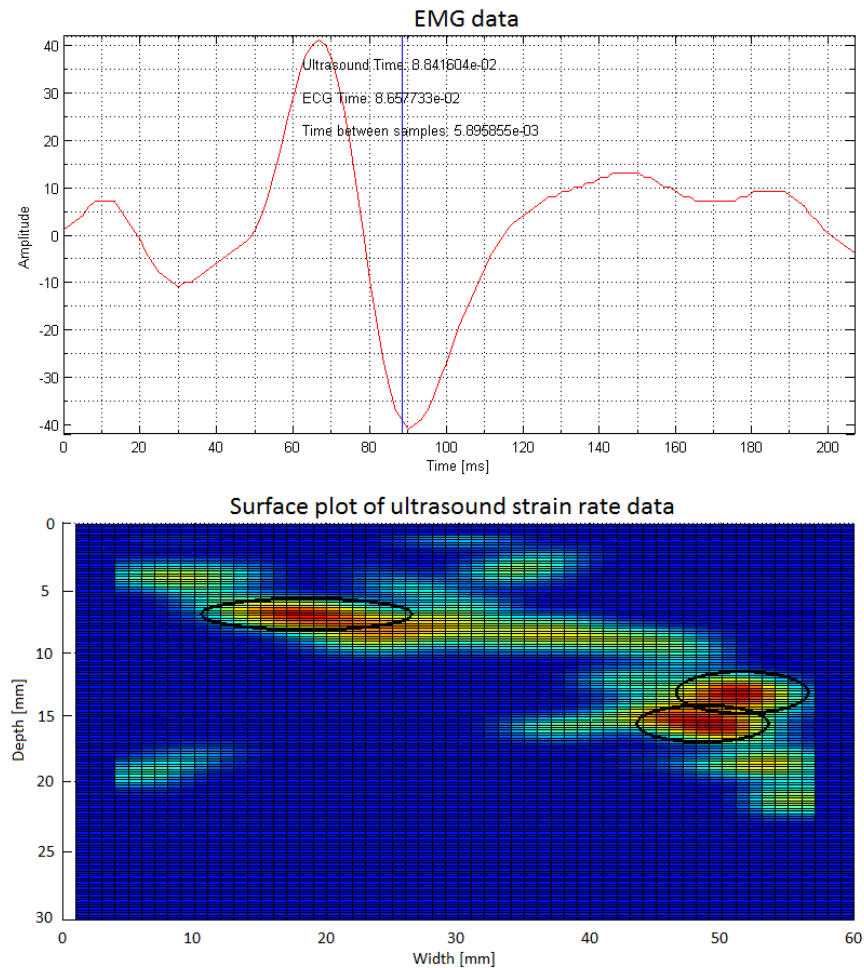 EMG data
40
30
20
10
0
-10
-20
-30
-40
Amplitude
Ultrasound Time: 8.841604e-02
ECG Time: 8.657733e-02
Time between samples: 5.895855e-03
0 20 40 60 80 100 120 140 160 180 200
Time [ms]
Surface plot of ultrasound strain rate data
0
5
10
15
20
25
30
Depth [mm]
0 10 20 30 40 50 60
Width [mm]